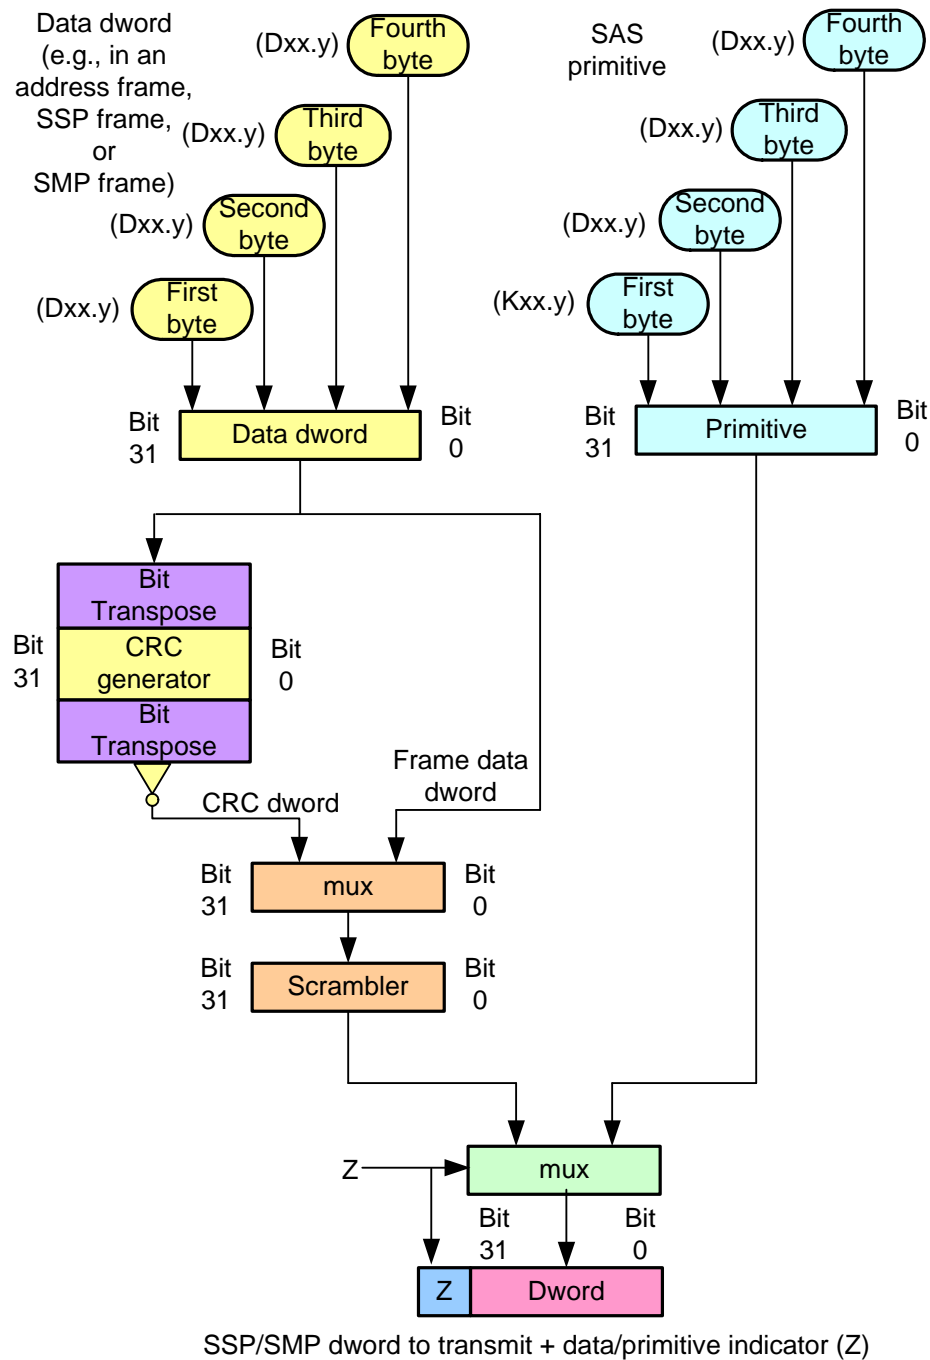 Data dword
(e.g., in an
address frame,
SSP frame,
or
SMP frame)
(Dxx.y)
Fourth
byte
(Dxx.y)
Third
byte
(Dxx.y)
Second
byte
(Dxx.y)
First
byte
SAS
primitive
(Dxx.y)
Fourth
byte
(Dxx.y)
Third
byte
(Dxx.y)
Second
byte
(Kxx.y)
First
byte
Bit
31
Data dword
Bit
0
Bit
31
Primitive
Bit
0
Bit
Transpose
Bit
31
CRC
generator
Bit
0
Bit
Transpose
CRC dword
Frame data
dword
Bit
31
mux
Bit
0
Bit
31
Scrambler
Bit
0
Z
mux
Bit
31
Bit
0
Z
Dword
SSP/SMP dword to transmit + data/primitive indicator (Z)